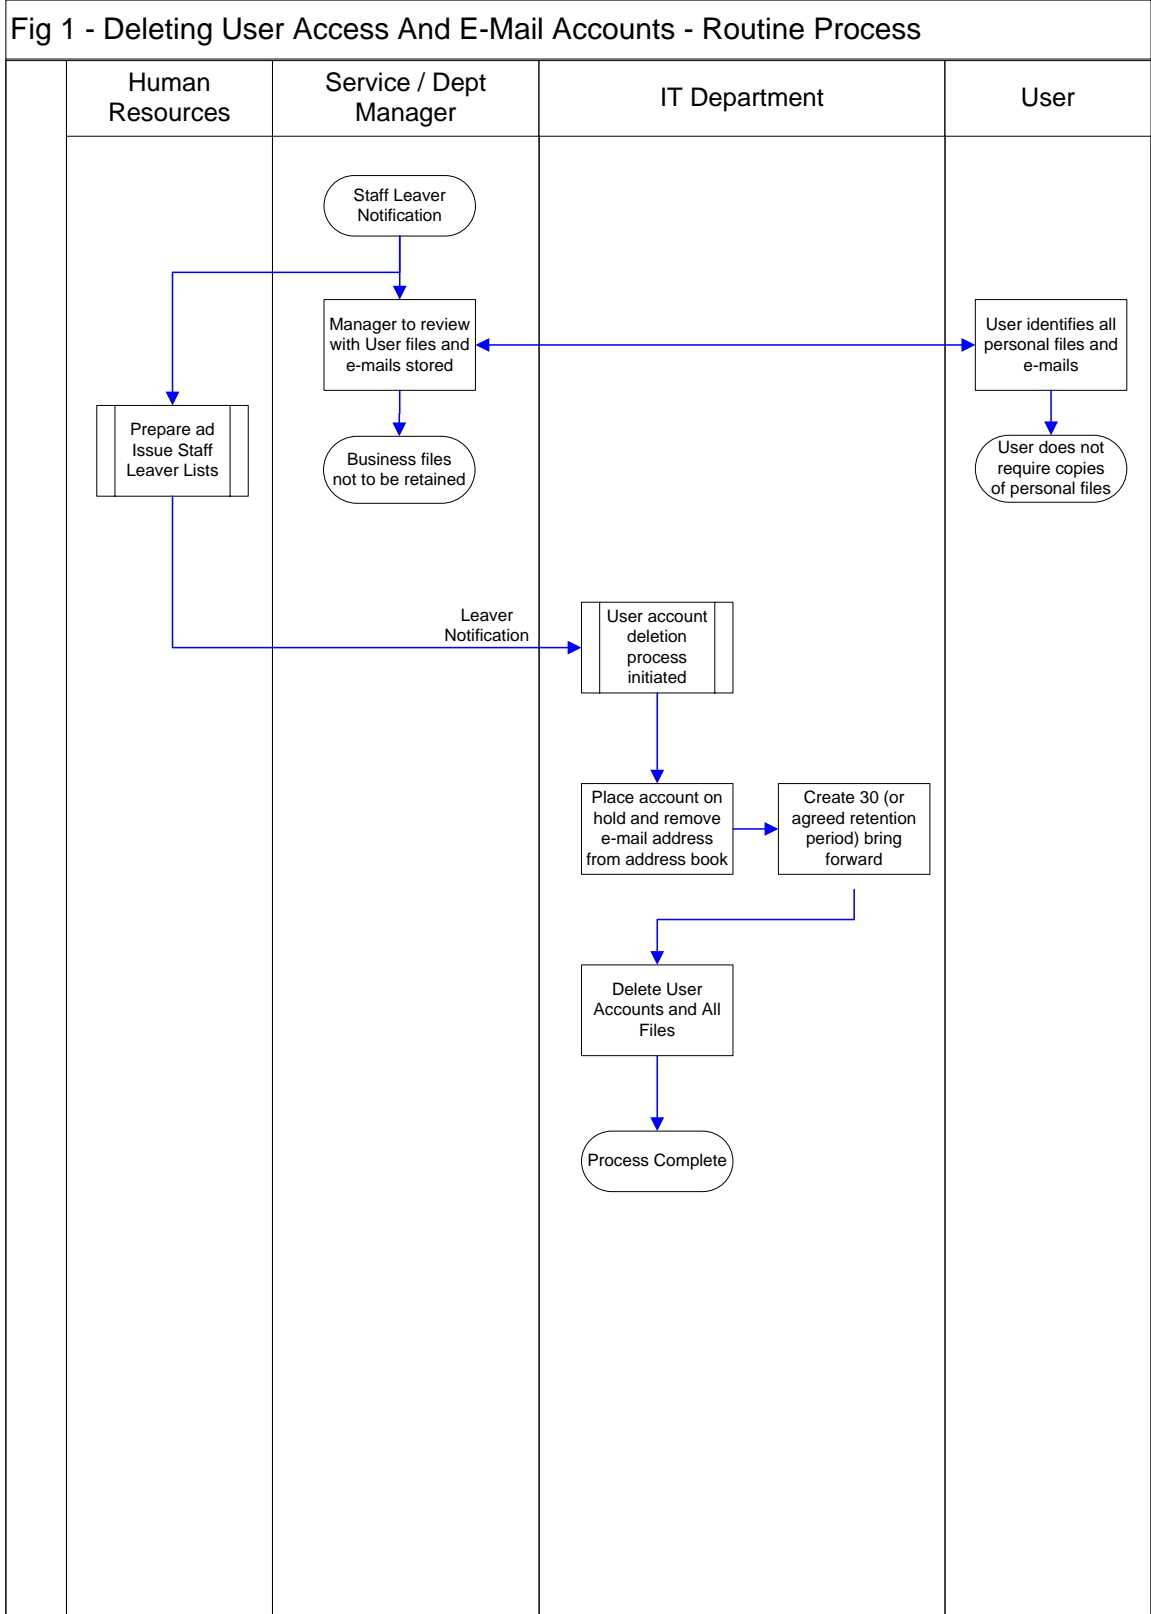 Fig 1 - Deleting User Access And E-Mail Accounts - Routine Process
Human
Resources
Service / Dept
Manager
IT Department
User
Staff Leaver
Notification
Manager to review
with User files and
e-mails stored
User identifies all
personal files and
e-mails
Prepare ad
Issue Staff
Leaver Lists
Business files
not to be retained
User does not
require copies
of personal files
Leaver
Notification
User account
deletion
process
initiated
Place account on
hold and remove
e-mail address
from address book
Create 30 (or
agreed retention
period) bring
forward
Delete User
Accounts and All
Files
Process Complete